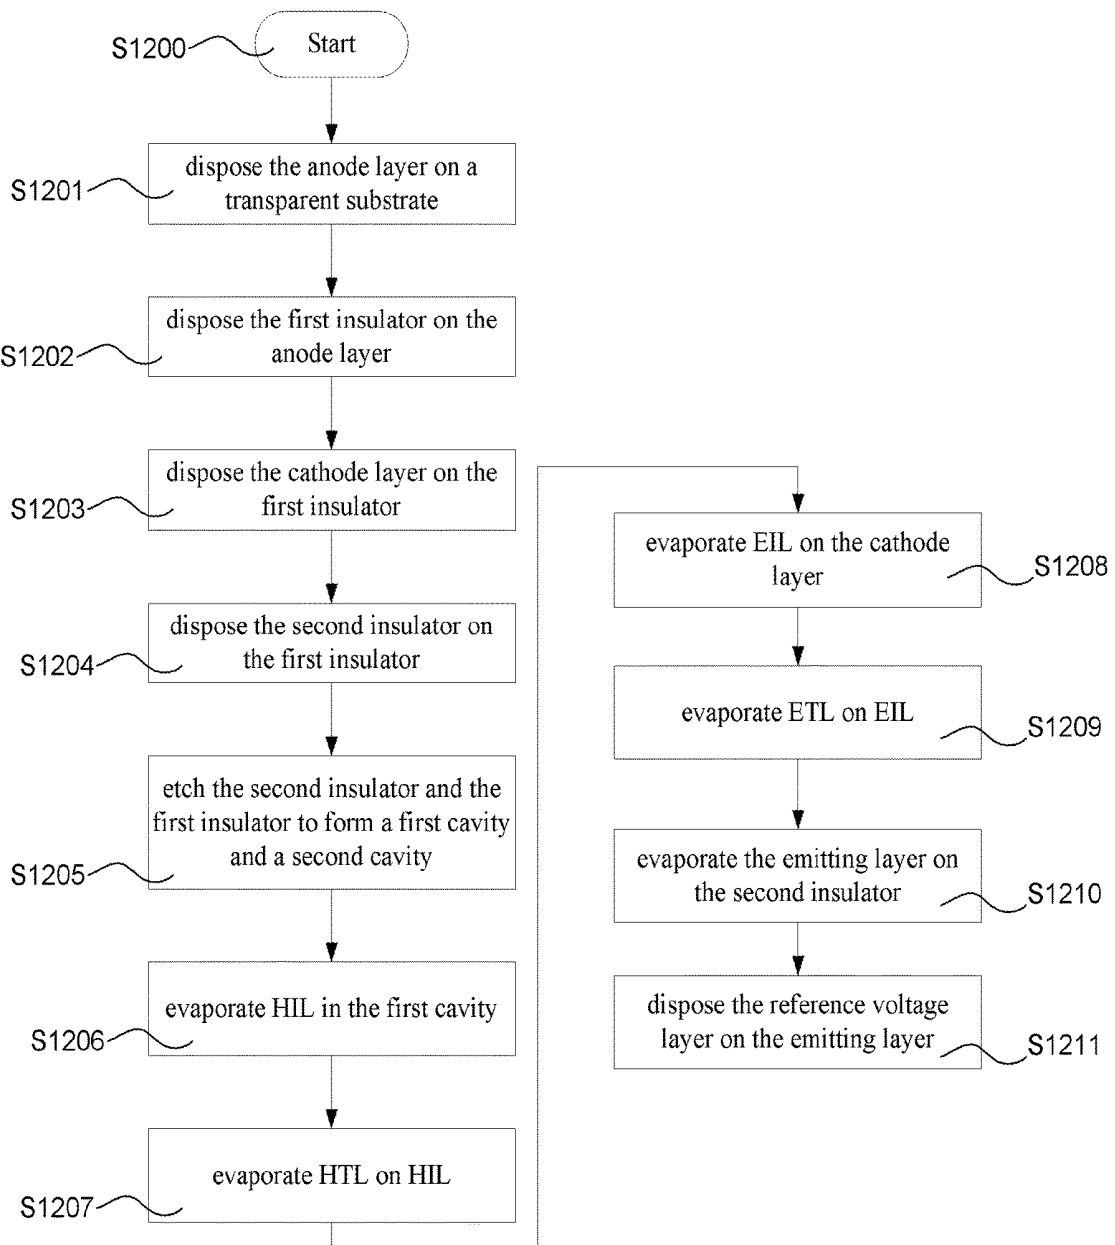 S1200
Start
S1201
dispose the anode layer on a
transparent substrate
S1202
dispose the first insulator on the
anode layer
S1203
dispose the cathode layer on the
first insulator
S1204
dispose the second insulator on
the first insulator
S1205
etch the second insulator and the
first insulator to form a first cavity
and a second cavity
S1206
evaporate HIL in the first cavity
S1207
evaporate HTL on HIL
evaporate EIL on the cathode
layer
S1208
evaporate ETL on EIL
S1209
evaporate the emitting layer on
the second insulator
S1210
dispose the reference voltage
layer on the emitting layer
S1211